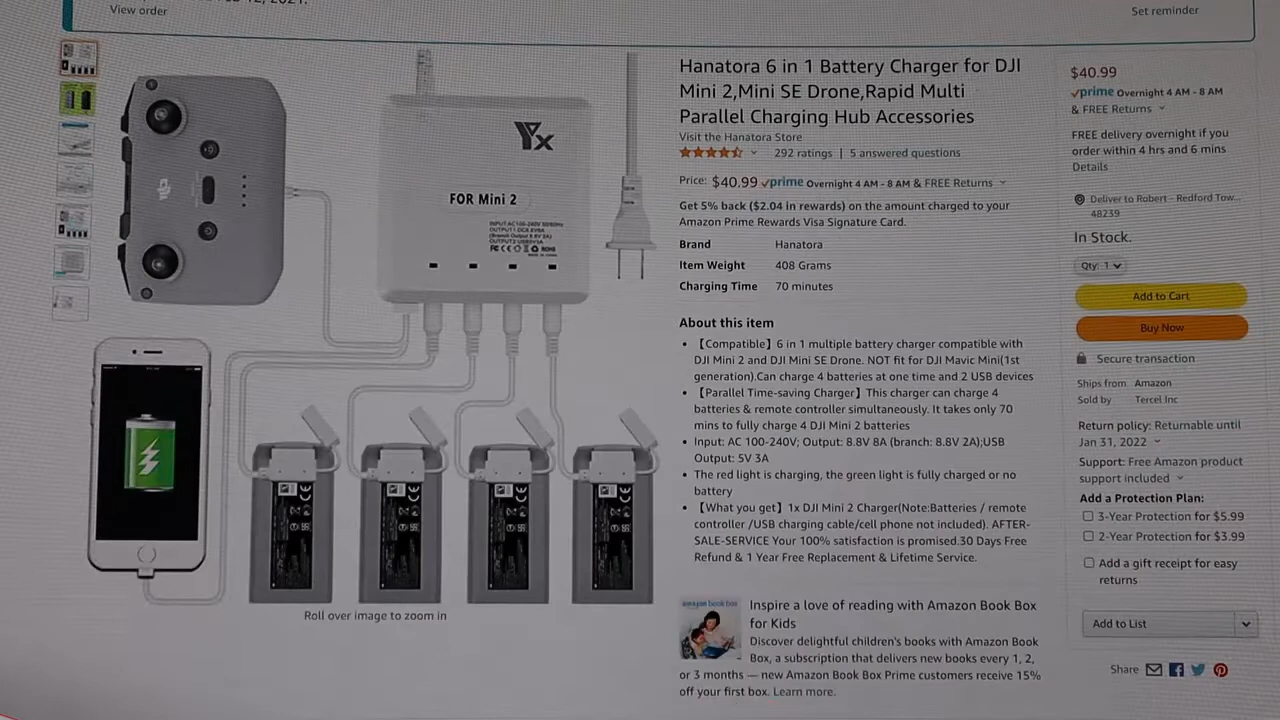 View order
Set reminder
Hanatora 6 in 1 Battery Charger for DJI
Mini 2,Mini SE Drone,Rapid Multi
Parallel Charging Hub Accessories
Visit the Hanatora Store
292 ratings | 5 answered questions
Price: $40.99 prime Overnight 4 AM - 8 AM & FREE Returns
Get 5% back ($2.04 in rewards) on the amount charged to your
Amazon Prime Rewards Visa Signature Card.
Brand Hanatora
Item Weight 408 Grams
Charging Time 70 minutes
About this item
【Compatible】6 in 1 multiple battery charger compatible with
DJI Mini 2 and DJI Mini SE Drone. NOT fit for DJI Mavic Mini(1st
generation).Can charge 4 batteries at one time and 2 USB devices
【Parallel Time-saving Charger】This charger can charge 4
batteries & remote controller simultaneously. It takes only 70
mins to fully charge 4 DJI Mini 2 batteries
Input: AC 100-240V; Output: 8.8V 8A (branch: 8.8V 2A);USB
Output: 5V 3A
The red light is charging, the green light is fully charged or no
battery
【What you get】1x DJI Mini 2 Charger(Note:Batteries / remote
controller /USB charging cable/cell phone not included). AFTER-
SALE-SERVICE Your 100% satisfaction is promised.30 Days Free
Refund & 1 Year Free Replacement & Lifetime Service.
amazon book box
Inspire a love of reading with Amazon Book Box
for Kids
Discover delightful children's books with Amazon Book
Box, a subscription that delivers new books every 1, 2,
or 3 months — new Amazon Book Box Prime customers receive 15%
off your first box. Learn more.
Yx
FOR Mini 2
Roll over image to zoom in
$40.99
prime Overnight 4 AM - 8 AM
& FREE Returns
FREE delivery overnight if you
order within 4 hrs and 6 mins
Details
Deliver to Robert - Redford Tow...
48239
In Stock.
Qty: 1
Add to Cart
Buy Now
Secure transaction
Ships from Amazon
Sold by Tercel Inc
Return policy: Returnable until
Jan 31, 2022
Support: Free Amazon product
support included
Add a Protection Plan:
3-Year Protection for $5.99
2-Year Protection for $3.99
Add a gift receipt for easy
returns
Add to List
Share